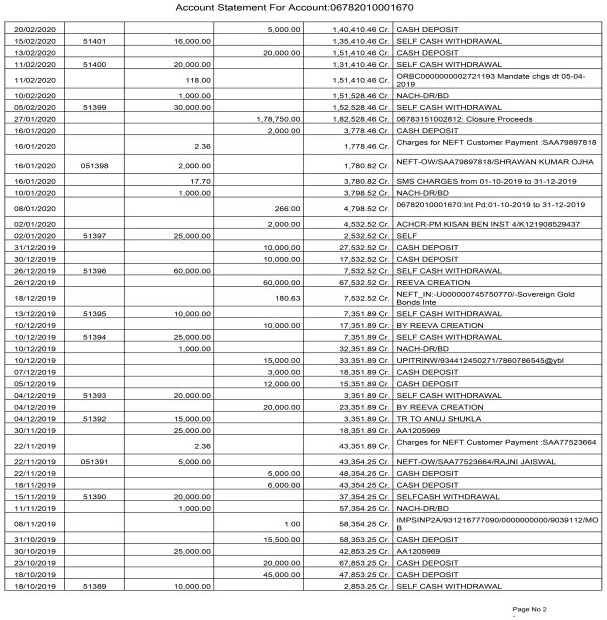 Account Statement For Account:06782010001670
20/02/2020 5,000.00 1,40,410.46 Cr. CASH DEPOSIT
15/02/2020 51401 16,000.00 1,35,410.46 Cr. SELF CASH WITHDRAWAL
13/02/2020 20,000.00 1,51,410.46 Cr. CASH DEPOSIT
11/02/2020 51400 20,000.00 1,31,410.46 Cr. SELF CASH WITHDRAWAL
11/02/2020 118.00 1,51,410.46 Cr. ORBC0000000002721193 Mandate chgs dt 05-04-
2019
10/02/2020 1,000.00 1,51,528.46 Cr. NACH-DR/BD
05/02/2020 51399 30,000.00 1,52,528.46 Cr. SELF CASH WITHDRAWAL
27/01/2020 1,78,750.00 1,82,528.46 Cr. 06783151002812: Closure Proceeds
16/01/2020 2,000.00 3,778.46 Cr. CASH DEPOSIT
16/01/2020 2.36 1,778.46 Cr. Charges for NEFT Customer Payment :SAA79897818
16/01/2020 051398 2,000.00 1,780.82 Cr. NEFT-OW/SAA79897818/SHRAWAN KUMAR OJHA
16/01/2020 17.70 3,780.82 Cr. SMS CHARGES from 01-10-2019 to 31-12-2019
10/01/2020 1,000.00 3,798.52 Cr. NACH-DR/BD
08/01/2020 266.00 4,798.52 Cr. 06782010001670:Int.Pd:01-10-2019 to 31-12-2019
02/01/2020 2,000.00 4,532.52 Cr. ACHCR-PM KISAN BEN INST 4/K121908529437
02/01/2020 51397 25,000.00 2,532.52 Cr. SELF
31/12/2019 10,000.00 27,532.52 Cr. CASH DEPOSIT
30/12/2019 10,000.00 17,532.52 Cr. CASH DEPOSIT
26/12/2019 51396 60,000.00 7,532.52 Cr. SELF CASH WITHDRAWAL
26/12/2019 60,000.00 67,532.52 Cr. REEVA CREATION
18/12/2019 180.63 7,532.52 Cr. NEFT_IN:-U000000745750770/-Sovereign Gold
Bonds Inte
13/12/2019 51395 10,000.00 7,351.89 Cr. SELF CASH WITHDRAWAL
10/12/2019 10,000.00 17,351.89 Cr. BY REEVA CREATION
10/12/2019 51394 25,000.00 7,351.89 Cr. SELF CASH WITHDRAWAL
10/12/2019 1,000.00 32,351.89 Cr. NACH-DR/BD
10/12/2019 15,000.00 33,351.89 Cr. UPITRINW/934412450271/7860786545@ybl
07/12/2019 3,000.00 18,351.89 Cr. CASH DEPOSIT
05/12/2019 12,000.00 15,351.89 Cr. CASH DEPOSIT
04/12/2019 51393 20,000.00 3,351.89 Cr. SELF CASH WITHDRAWAL
04/12/2019 20,000.00 23,351.89 Cr. BY REEVA CREATION
04/12/2019 51392 15,000.00 3,351.89 Cr. TR TO ANUJ SHUKLA
30/11/2019 25,000.00 18,351.89 Cr. AA1205969
22/11/2019 2.36 43,351.89 Cr. Charges for NEFT Customer Payment :SAA77523664
22/11/2019 051391 5,000.00 43,354.25 Cr. NEFT-OW/SAA77523664/RAJNI JAISWAL
22/11/2019 5,000.00 48,354.25 Cr. CASH DEPOSIT
18/11/2019 6,000.00 43,354.25 Cr. CASH DEPOSIT
15/11/2019 51390 20,000.00 37,354.25 Cr. SELFCASH WITHDRAWAL
11/11/2019 1,000.00 57,354.25 Cr. NACH-DR/BD
08/11/2019 1.00 58,354.25 Cr. IMPSINP2A/931216777090/0000000000/9039112/MO
B
31/10/2019 15,500.00 58,353.25 Cr. CASH DEPOSIT
30/10/2019 25,000.00 42,853.25 Cr. AA1205969
23/10/2019 20,000.00 67,853.25 Cr. CASH DEPOSIT
18/10/2019 45,000.00 47,853.25 Cr. CASH DEPOSIT
18/10/2019 51389 10,000.00 2,853.25 Cr. SELF CASH WITHDRAWAL
Page No 2